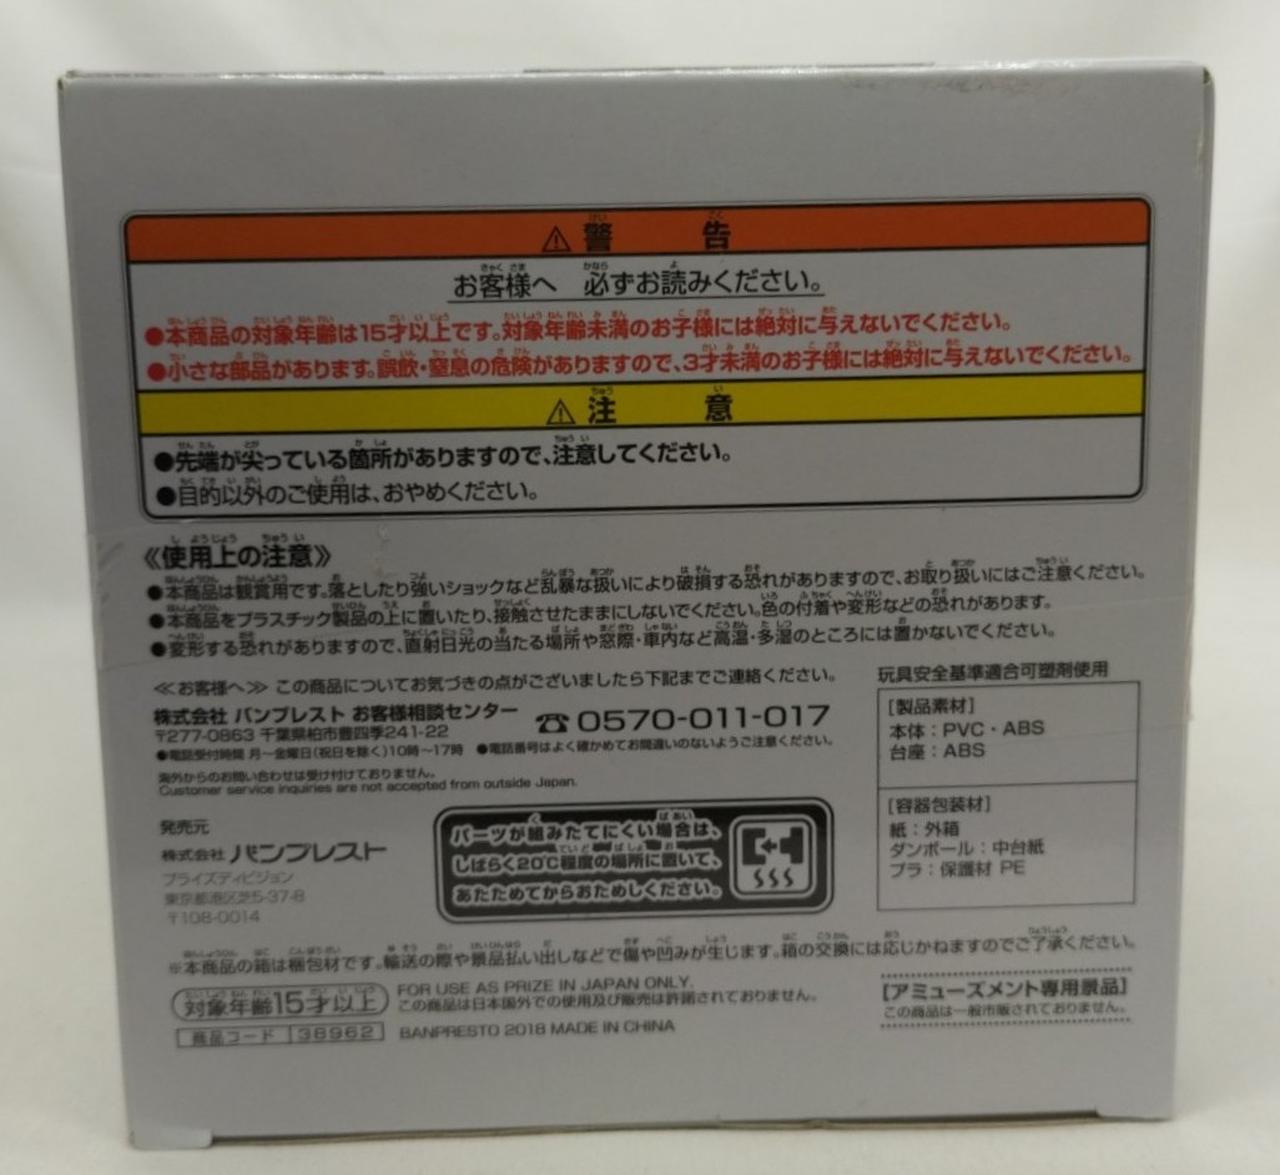 ⚠警告
お客様へ 必ずお読みください。
●本商品の対象年齢は15才以上です。対象年齢未満のお子様には絶対に与えないでください。
●小さな部品があります。誤飲・窒息の危険がありますので、3才未満のお子様には絶対に与えないでください。
⚠注意
●先端が尖っている箇所がありますので、注意してください。
●目的以外のご使用は、おやめください。
《使用上の注意》
●本商品は観賞用です。落としたり強いショックなど乱暴な扱いにより破損する恐れがありますので、お取り扱いにはご注意ください。
●本商品をプラスチック製品の上に置いたり、接触させたままにしないでください。色の付着や変形などの恐れがあります。
●変形する恐れがありますので、直射日光の当たる場所や窓際・車内など高温・多湿のところには置かないでください。
≪お客様へ≫ この商品についてお気づきの点がございましたら下記までご連絡ください。
株式会社 バンプレスト お客様相談センター ☎0570-011-017
〒277-0863 千葉県柏市豊四季241-22
●電話受付時間 月〜金曜日(祝日を除く)10時〜17時 ●電話番号はよく確かめてお間違いのないようご注意ください。
海外からのお問い合わせは受け付けておりません。
Customer service inquiries are not accepted from outside Japan.
玩具安全基準適合可塑剤使用
[製品素材]
本体：PVC・ABS
台座：ABS
[容器包装材]
紙：外箱
ダンボール：中台紙
プラ：保護材 PE
発売元
株式会社 バンプレスト
プライズディビジョン
東京都港区芝5-37-8
〒108-0014
パーツが組みたてにくい場合は、
しばらく20℃程度の場所に置いて、
あたためてからおためしください。
※本商品の箱は梱包材です。輸送の際や景品払い出しなどで傷や凹みが生じます。箱の交換には応じかねますのでご了承ください。
対象年齢15才以上
FOR USE AS PRIZE IN JAPAN ONLY.
この商品は日本国外での使用及び販売は許諾されておりません。
商品コード 38962
BANPRESTO 2018 MADE IN CHINA
[アミューズメント専用景品]
この商品は一般市販されておりません。